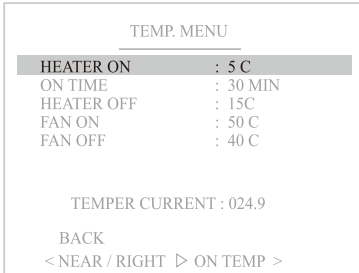 TEMP. MENU
HEATER ON : 5 C
ON TIME : 30 MIN
HEATER OFF : 15C
FAN ON : 50 C
FAN OFF : 40 C
TEMPER CURRENT : 024.9
BACK
< NEAR / RIGHT ▷ ON TEMP >